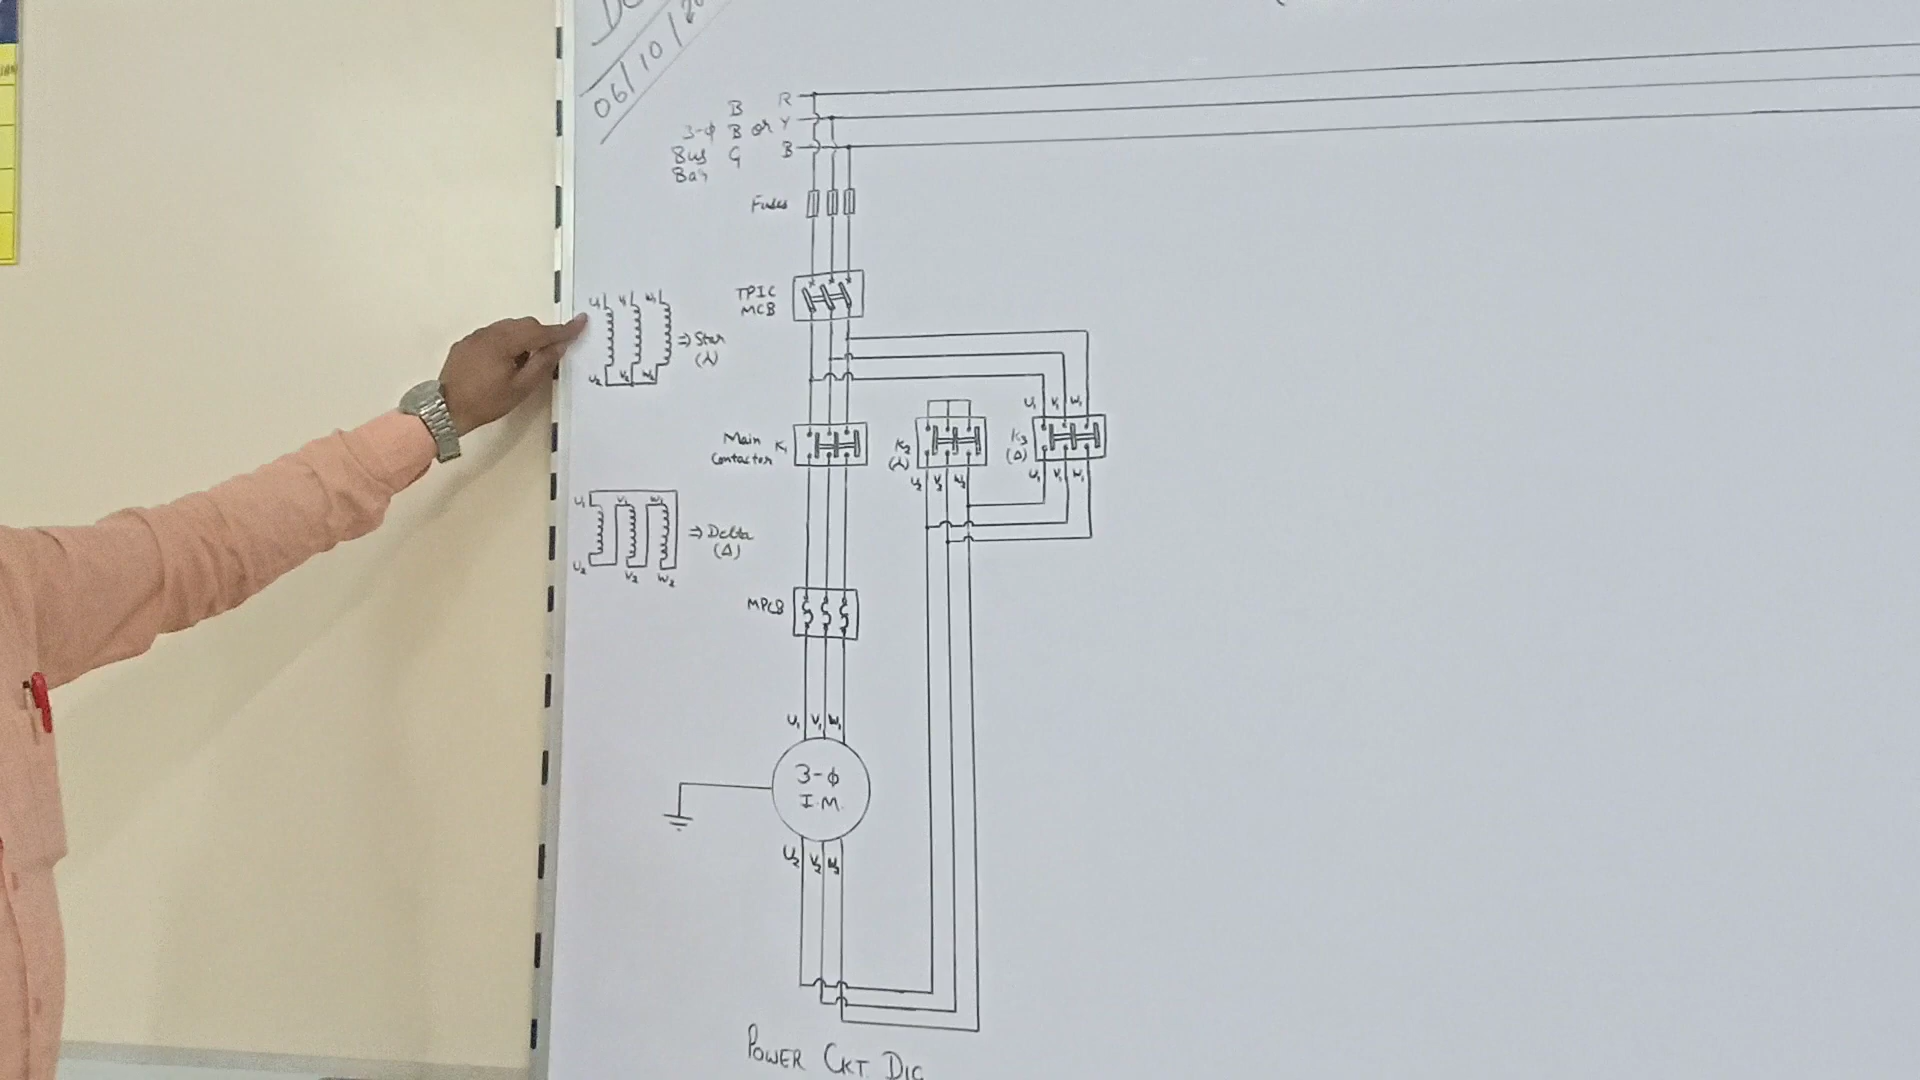 06/10/20
R
B
3-ϕ B or Y
Bus G B
Bar
Fuses
TPIC
MCB
U₁ V₁ W₁
⇒ Star
(⅄)
U₂ V₂ W₂
U₁ V₁ W₁
Main K₁
Contactor
K₂
(⅄)
K₃
(Δ)
U₂ V₂ W₂
U₁ V₁ W₁
U₁ V₁ W₁
⇒ Delta
(Δ)
U₂ V₂ W₂
MPCB
U₁ V₁ W₁
3-ϕ
I.M.
U₂ V₂ W₂
POWER CKT. DIG